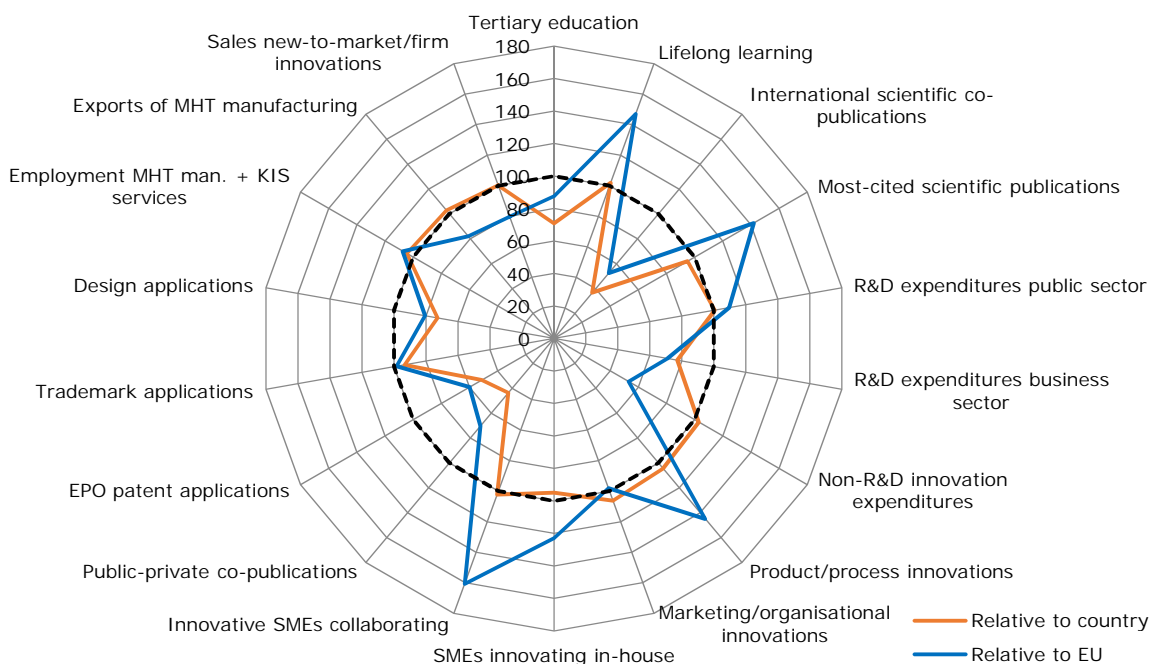 Tertiary education
Sales new-to-market/firm
innovations
Lifelong learning
International scientific co-
publications
Exports of MHT manufacturing
Most-cited scientific publications
Employment MHT man. + KIS
services
R&D expenditures public sector
Design applications
R&D expenditures business
sector
Trademark applications
Non-R&D innovation
expenditures
EPO patent applications
Product/process innovations
Public-private co-publications
Marketing/organisational
innovations
Innovative SMEs collaborating
SMEs innovating in-house
180
160
140
120
100
80
60
40
20
0
Relative to country
Relative to EU